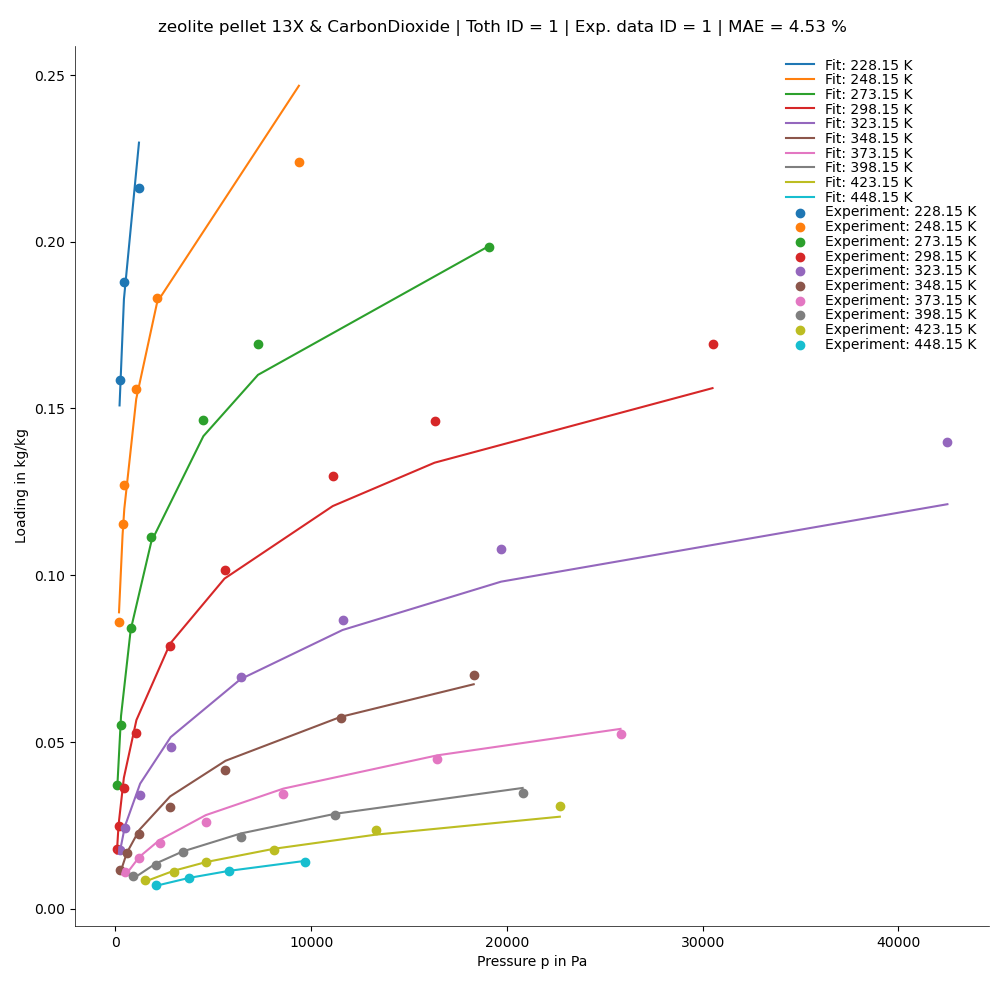 zeolite pellet 13X & CarbonDioxide | Toth ID = 1 | Exp. data ID = 1 | MAE = 4.53 %
Fit: 228.15 K
Fit: 248.15 K
Fit: 273.15 K
Fit: 298.15 K
Fit: 323.15 K
Fit: 348.15 K
Fit: 373.15 K
Fit: 398.15 K
Fit: 423.15 K
Fit: 448.15 K
Experiment: 228.15 K
Experiment: 248.15 K
Experiment: 273.15 K
Experiment: 298.15 K
Experiment: 323.15 K
Experiment: 348.15 K
Experiment: 373.15 K
Experiment: 398.15 K
Experiment: 423.15 K
Experiment: 448.15 K
0.25
0.20
0.15
0.10
0.05
0.00
Loading in kg/kg
0 10000 20000 30000 40000
Pressure p in Pa